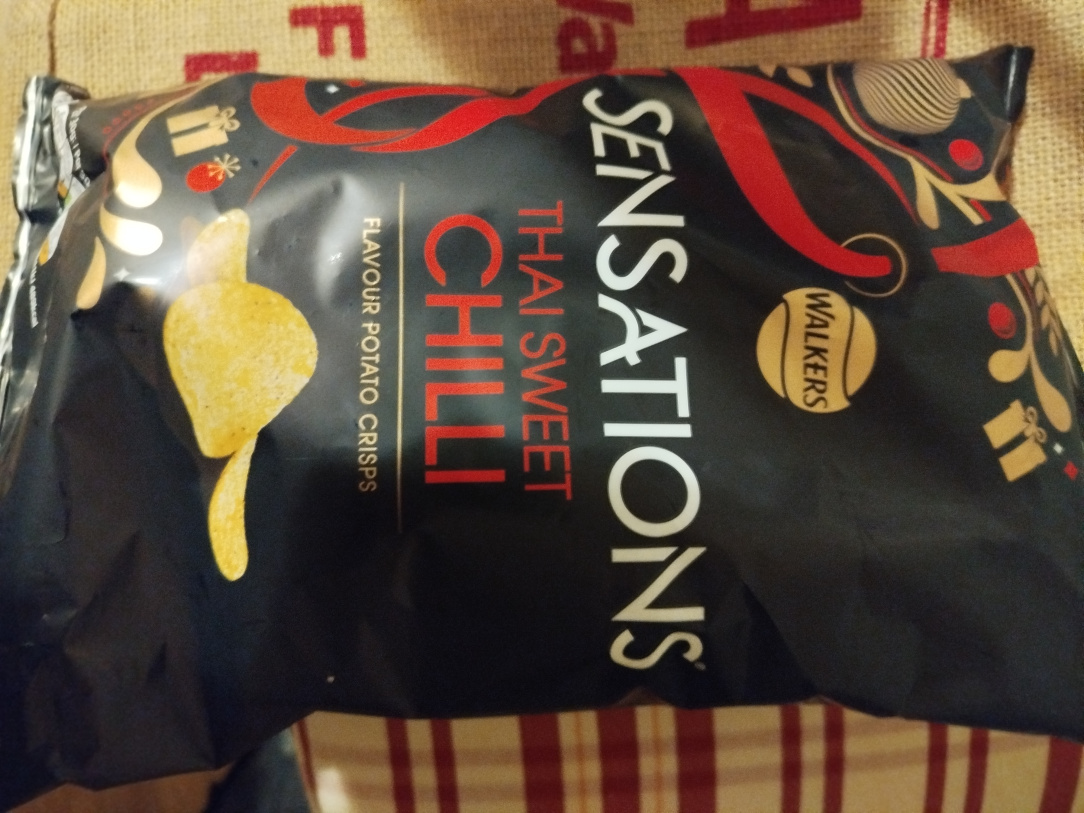 WALKERS
SENSATIONS
THAI SWEET
CHILLI
FLAVOUR POTATO CRISPS